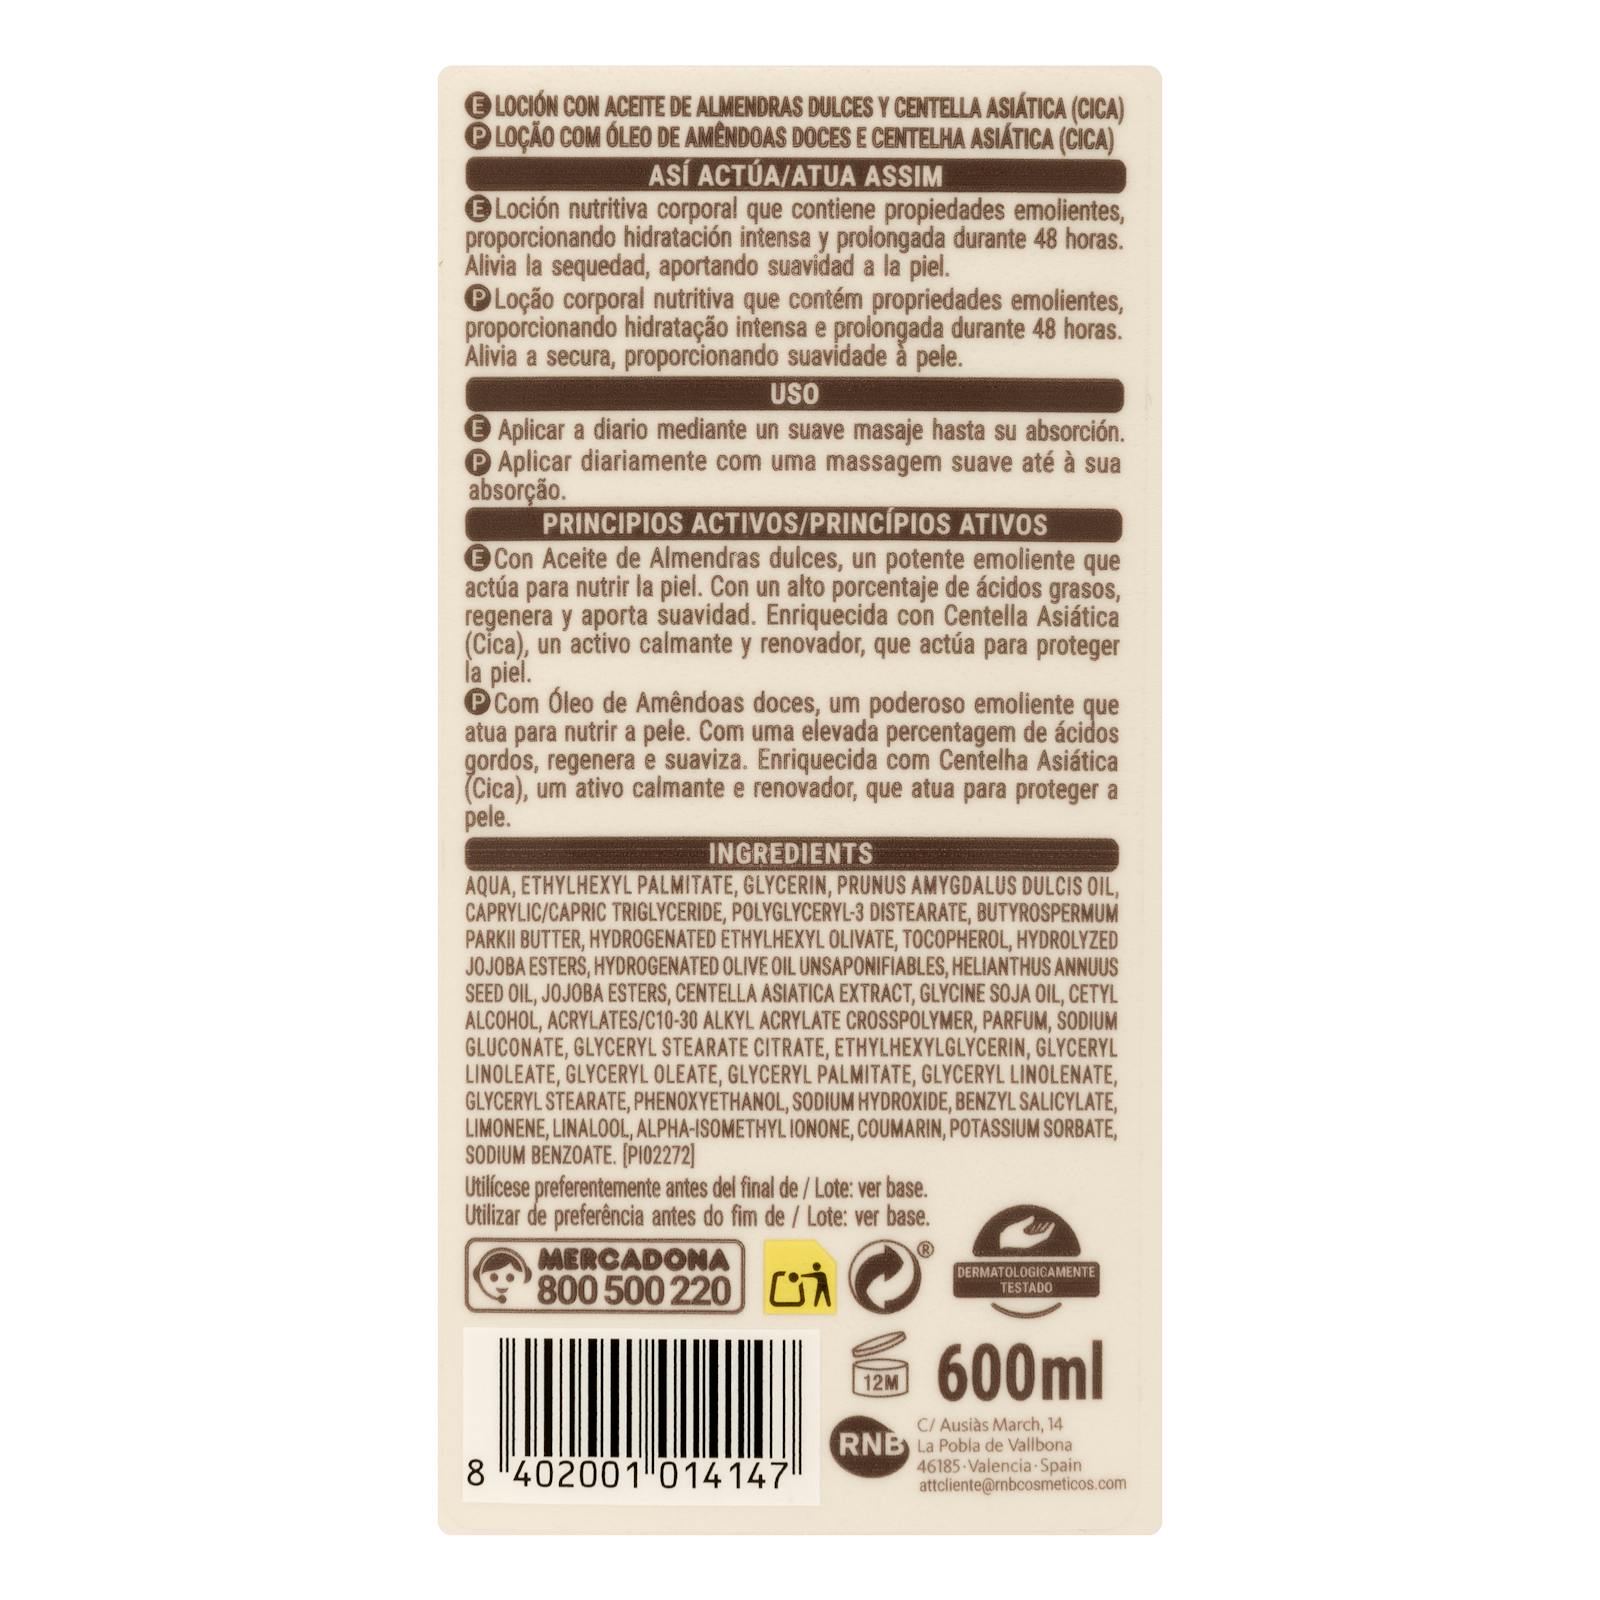 E LOCIÓN CON ACEITE DE ALMENDRAS DULCES Y CENTELLA ASIÁTICA (CICA)
P LOÇÃO COM ÓLEO DE AMÊNDOAS DOCES E CENTELHA ASIÁTICA (CICA)
ASÍ ACTÚA/ATUA ASSIM
E Loción nutritiva corporal que contiene propiedades emolientes,
proporcionando hidratación intensa y prolongada durante 48 horas.
Alivia la sequedad, aportando suavidad a la piel.
P Loção corporal nutritiva que contém propriedades emolientes,
proporcionando hidratação intensa e prolongada durante 48 horas.
Alivia a secura, proporcionando suavidade à pele.
USO
E Aplicar a diario mediante un suave masaje hasta su absorción.
P Aplicar diariamente com uma massagem suave até à sua
absorção.
PRINCIPIOS ACTIVOS/PRINCÍPIOS ATIVOS
E Con Aceite de Almendras dulces, un potente emoliente que
actúa para nutrir la piel. Con un alto porcentaje de ácidos grasos,
regenera y aporta suavidad. Enriquecida con Centella Asiática
(Cica), un activo calmante y renovador, que actúa para proteger
la piel.
P Com Óleo de Amêndoas doces, um poderoso emoliente que
atua para nutrir a pele. Com uma elevada percentagem de ácidos
gordos, regenera e suaviza. Enriquecida com Centelha Asiática
(Cica), um ativo calmante e renovador, que atua para proteger a
pele.
INGREDIENTS
AQUA, ETHYLHEXYL PALMITATE, GLYCERIN, PRUNUS AMYGDALUS DULCIS OIL,
CAPRYLIC/CAPRIC TRIGLYCERIDE, POLYGLYCERYL-3 DISTEARATE, BUTYROSPERMUM
PARKII BUTTER, HYDROGENATED ETHYLHEXYL OLIVATE, TOCOPHEROL, HYDROLYZED
JOJOBA ESTERS, HYDROGENATED OLIVE OIL UNSAPONIFIABLES, HELIANTHUS ANNUUS
SEED OIL, JOJOBA ESTERS, CENTELLA ASIATICA EXTRACT, GLYCINE SOJA OIL, CETYL
ALCOHOL, ACRYLATES/C10-30 ALKYL ACRYLATE CROSSPOLYMER, PARFUM, SODIUM
GLUCONATE, GLYCERYL STEARATE CITRATE, ETHYLHEXYLGLYCERIN, GLYCERYL
LINOLEATE, GLYCERYL OLEATE, GLYCERYL PALMITATE, GLYCERYL LINOLENATE,
GLYCERYL STEARATE, PHENOXYETHANOL, SODIUM HYDROXIDE, BENZYL SALICYLATE,
LIMONENE, LINALOOL, ALPHA-ISOMETHYL IONONE, COUMARIN, POTASSIUM SORBATE,
SODIUM BENZOATE. [PI02272]
Utilícese preferentemente antes del final de / Lote: ver base.
Utilizar de preferência antes do fim de / Lote: ver base.
MERCADONA
800 500 220
®
DERMATOLOGICAMENTE
TESTADO
12M
600ml
RNB
C/ Ausiàs March, 14
La Pobla de Vallbona
46185·Valencia·Spain
attcliente@rnbcosmeticos.com
8 402001 014147